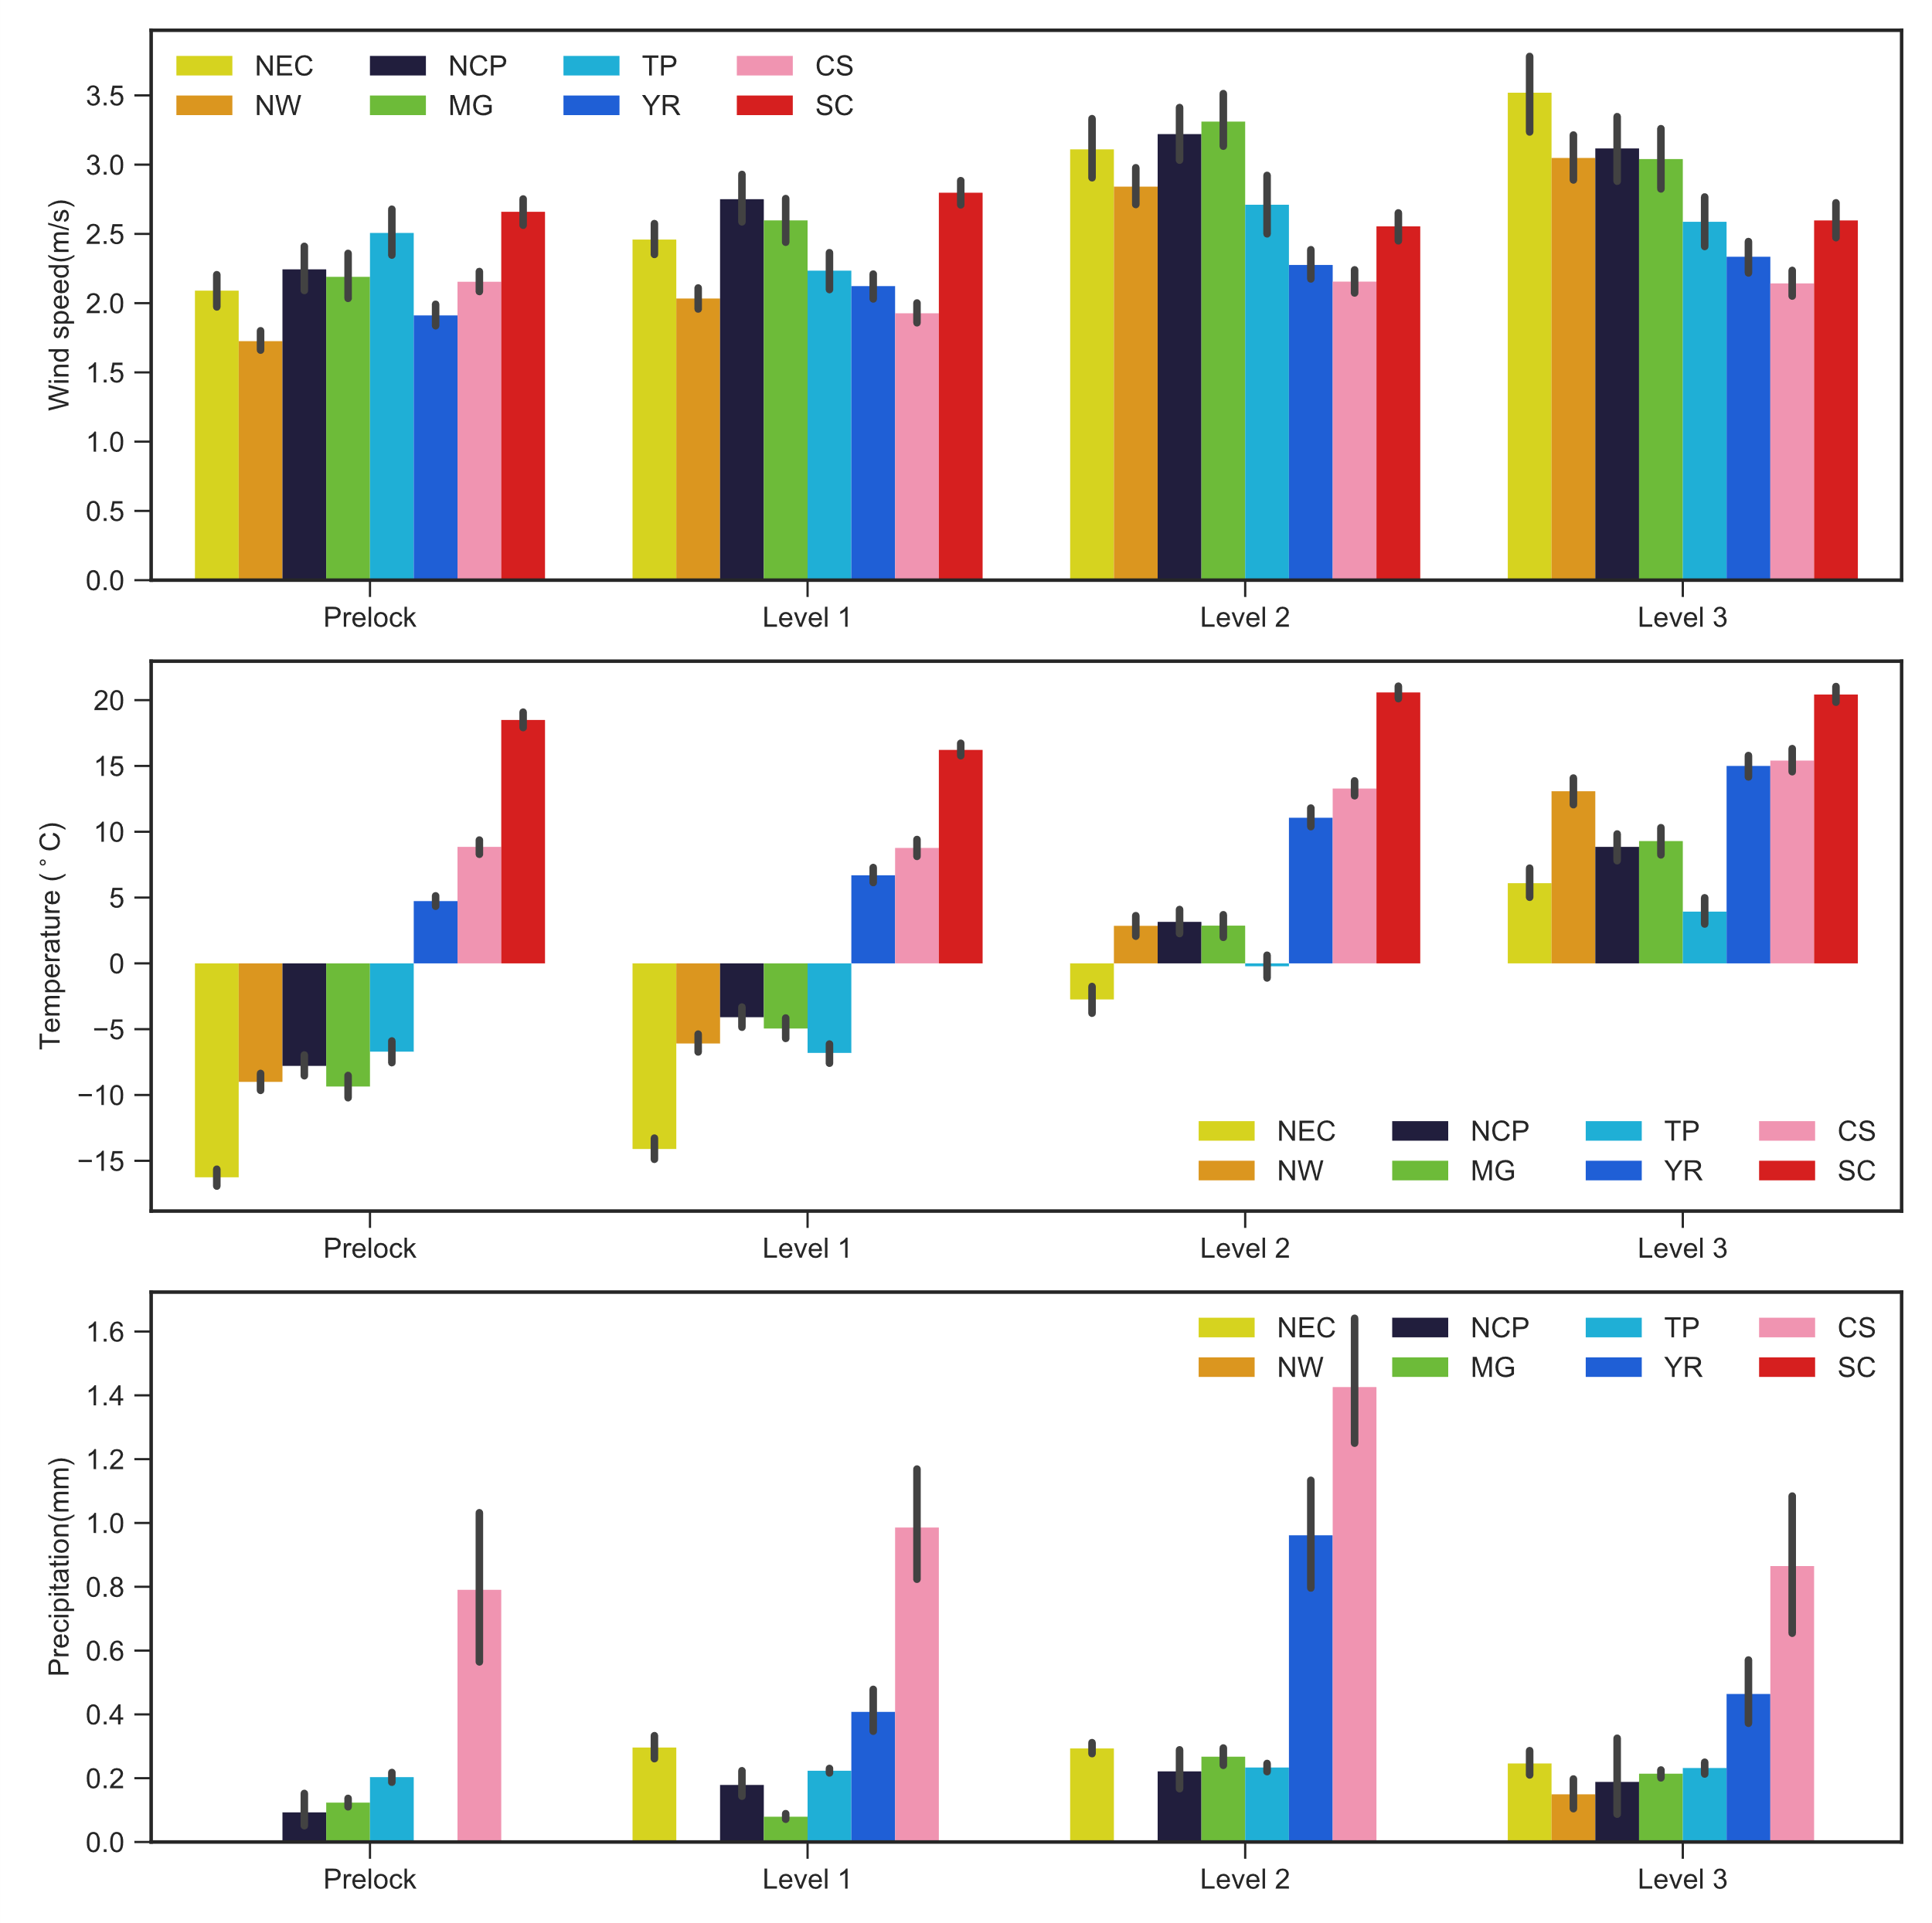 NEC NCP TP CS
NW MG YR SC
Wind speed(m/s)
3.5
3.0
2.5
2.0
1.5
1.0
0.5
0.0
Prelock Level 1 Level 2 Level 3
Temperature ( ° C)
20
15
10
5
0
−5
−10
−15
NEC NCP TP CS
NW MG YR SC
Prelock Level 1 Level 2 Level 3
Precipitation(mm)
NEC NCP TP CS
NW MG YR SC
1.6
1.4
1.2
1.0
0.8
0.6
0.4
0.2
0.0
Prelock Level 1 Level 2 Level 3